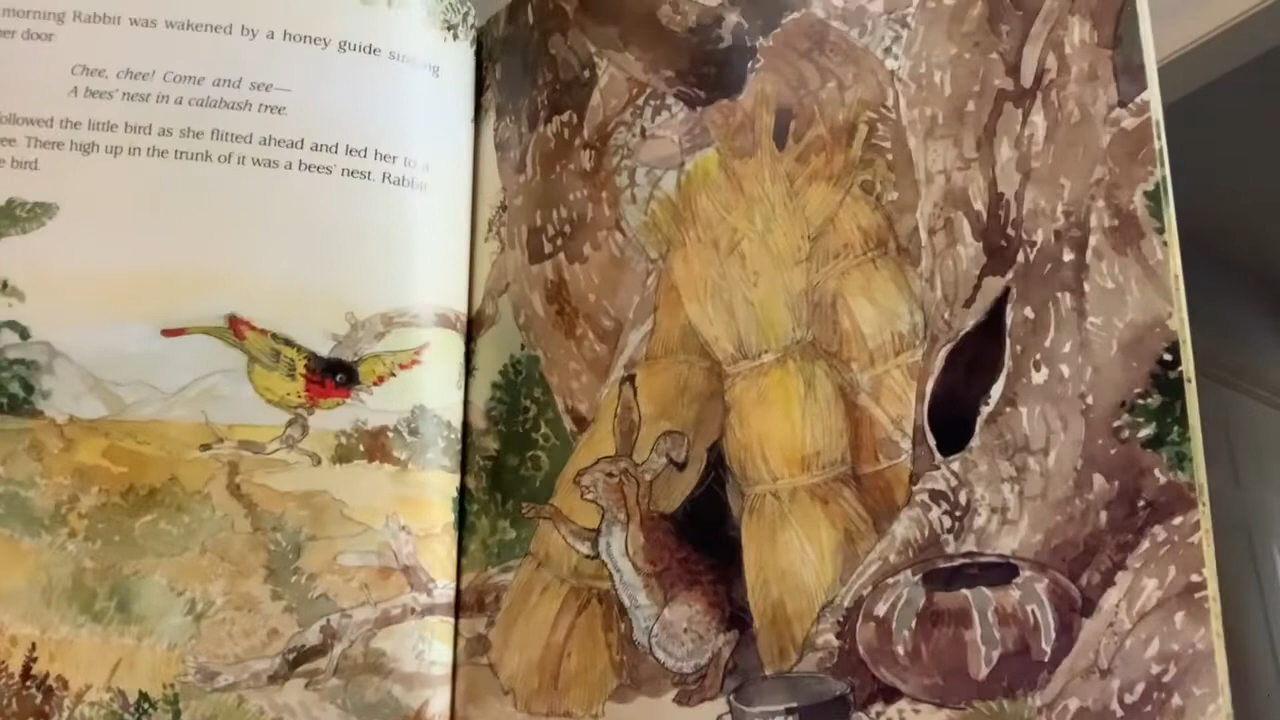 morning Rabbit was wakened by a honey guide singing
er door
Chee, chee! Come and see—
A bees' nest in a calabash tree.
ollowed the little bird as she flitted ahead and led her to a
ee. There high up in the trunk of it was a bees' nest. Rabbit
e bird.